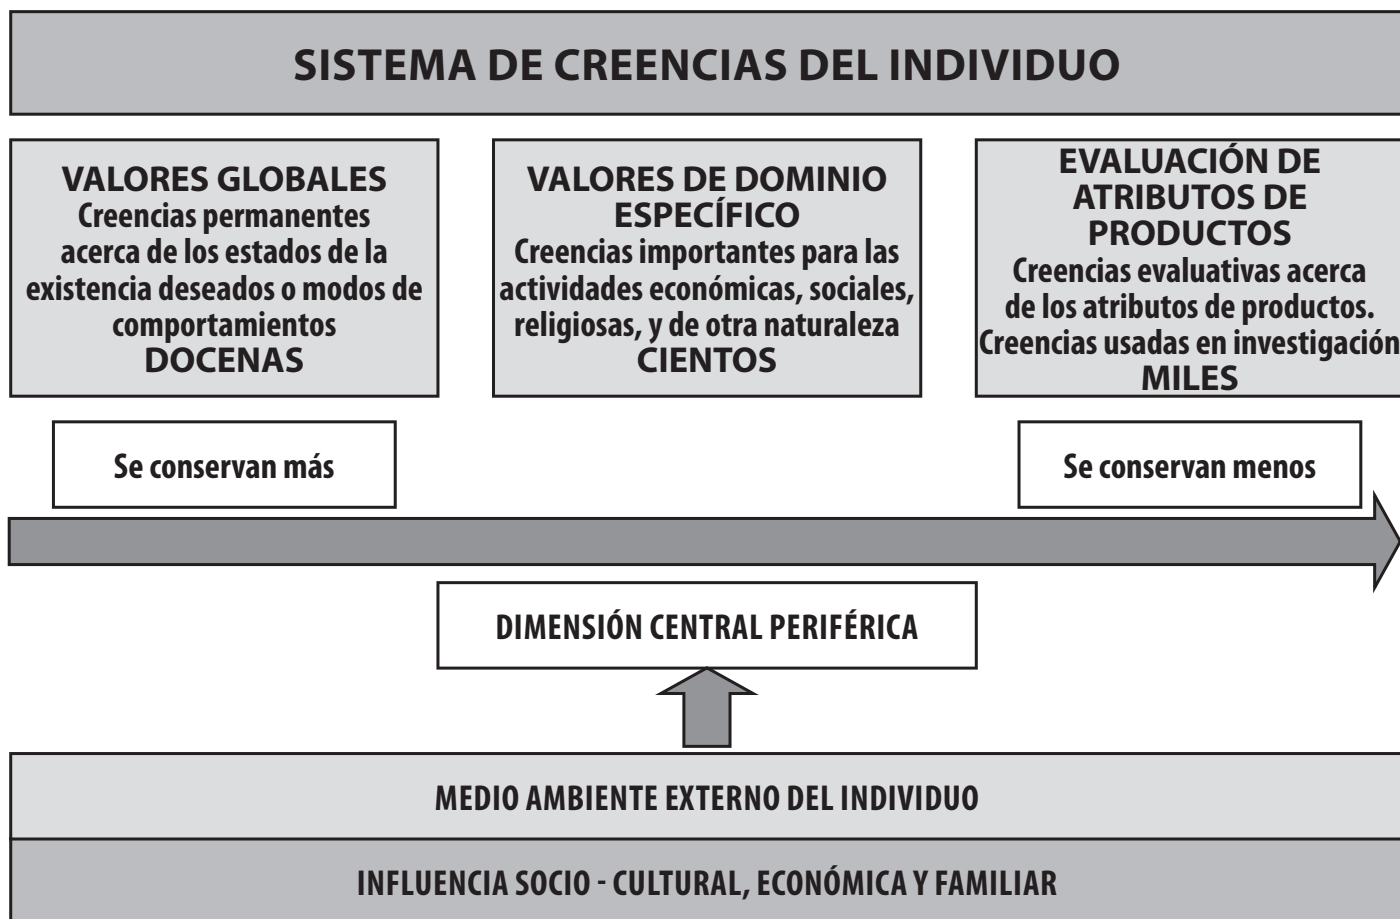 SISTEMA DE CREENCIAS DEL INDIVIDUO
VALORES GLOBALES
Creencias permanentes
acerca de los estados de la
existencia deseados o modos de
comportamientos
DOCENAS
VALORES DE DOMINIO
ESPECÍFICO
Creencias importantes para las
actividades económicas, sociales,
religiosas, y de otra naturaleza
CIENTOS
EVALUACIÓN DE
ATRIBUTOS DE
PRODUCTOS
Creencias evaluativas acerca
de los atributos de productos.
Creencias usadas en investigación
MILES
Se conservan más
Se conservan menos
DIMENSIÓN CENTRAL PERIFÉRICA
MEDIO AMBIENTE EXTERNO DEL INDIVIDUO
INFLUENCIA SOCIO - CULTURAL, ECONÓMICA Y FAMILIAR